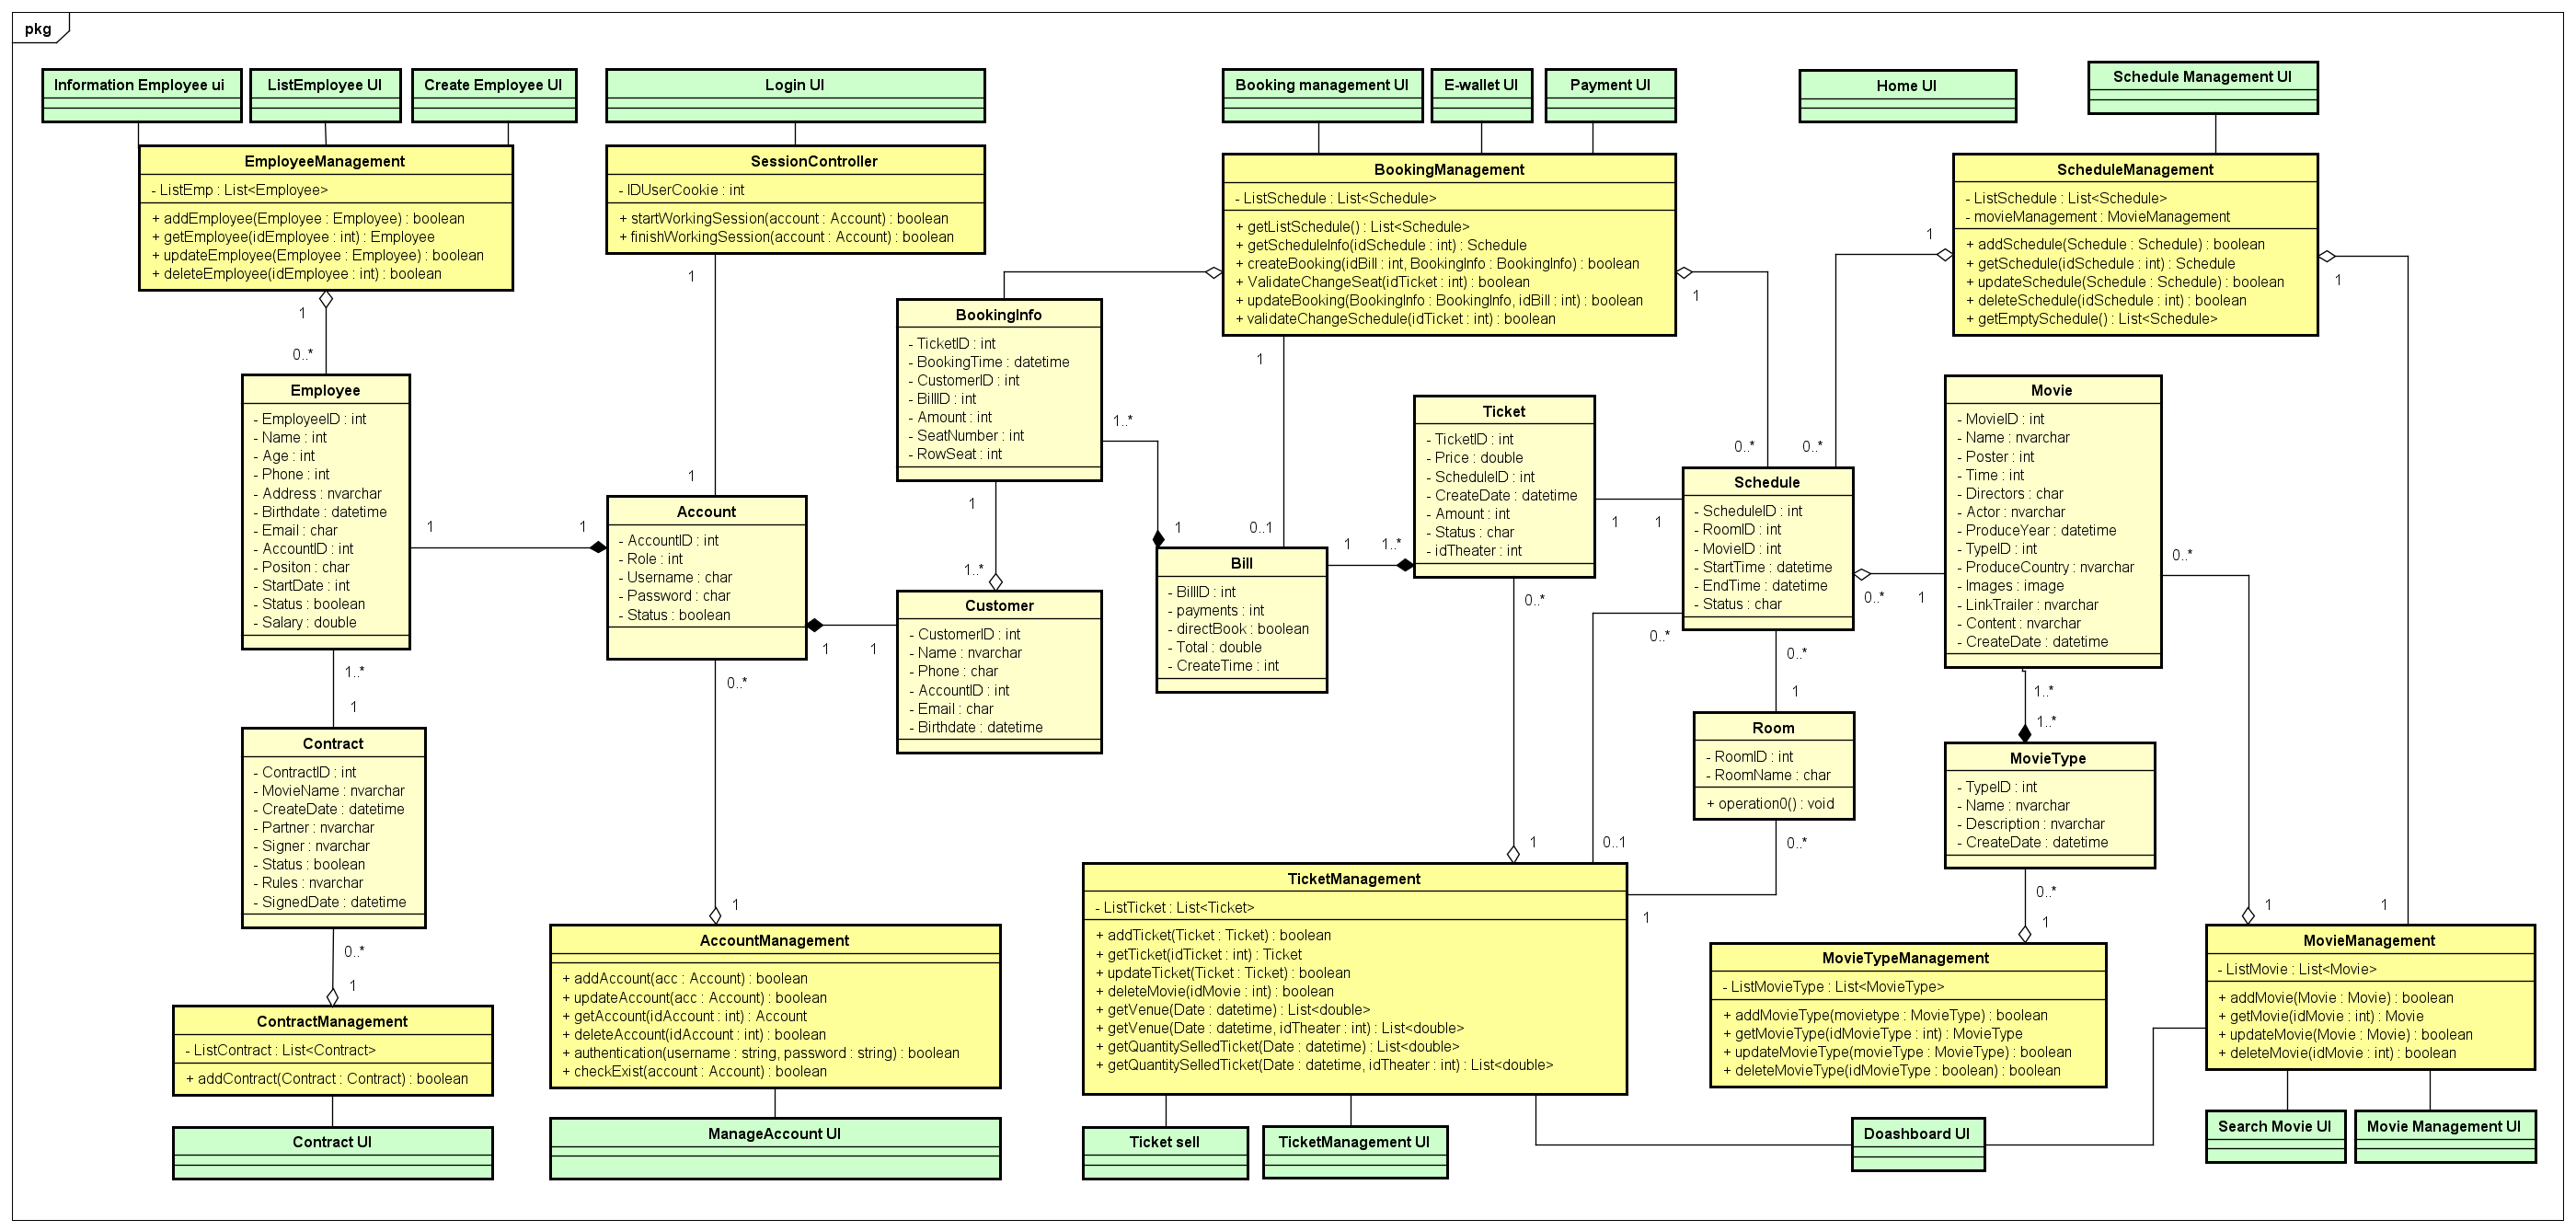 pkg
Information Employee ui
ListEmployee UI
Create Employee UI
Login UI
Booking management UI
E-wallet UI
Payment UI
Home UI
Schedule Management UI
EmployeeManagement
- ListEmp : List<Employee>
+ addEmployee(Employee : Employee) : boolean
+ getEmployee(idEmployee : int) : Employee
+ updateEmployee(Employee : Employee) : boolean
+ deleteEmployee(idEmployee : int) : boolean
1
0..*
SessionController
- IDUserCookie : int
+ startWorkingSession(account : Account) : boolean
+ finishWorkingSession(account : Account) : boolean
1
1
BookingManagement
- ListSchedule : List<Schedule>
+ getListSchedule() : List<Schedule>
+ getScheduleInfo(idSchedule : int) : Schedule
+ createBooking(idBill : int, BookingInfo : BookingInfo) : boolean
+ ValidateChangeSeat(idTicket : int) : boolean
+ updateBooking(BookingInfo : BookingInfo, idBill : int) : boolean
+ validateChangeSchedule(idTicket : int) : boolean
1
0..1
1
0..*
ScheduleManagement
- ListSchedule : List<Schedule>
- movieManagement : MovieManagement
+ addSchedule(Schedule : Schedule) : boolean
+ getSchedule(idSchedule : int) : Schedule
+ updateSchedule(Schedule : Schedule) : boolean
+ deleteSchedule(idSchedule : int) : boolean
+ getEmptySchedule() : List<Schedule>
1
0..*
1
1
Employee
- EmployeeID : int
- Name : int
- Age : int
- Phone : int
- Address : nvarchar
- Birthdate : datetime
- Email : char
- AccountID : int
- Positon : char
- StartDate : int
- Status : boolean
- Salary : double
1
1
1..*
1
Account
- AccountID : int
- Role : int
- Username : char
- Password : char
- Status : boolean
1
1
0..*
1
BookingInfo
- TicketID : int
- BookingTime : datetime
- CustomerID : int
- BillID : int
- Amount : int
- SeatNumber : int
- RowSeat : int
1..*
1
1
1..*
Customer
- CustomerID : int
- Name : nvarchar
- Phone : char
- AccountID : int
- Email : char
- Birthdate : datetime
Bill
- BillID : int
- payments : int
- directBook : boolean
- Total : double
- CreateTime : int
1
1..*
Ticket
- TicketID : int
- Price : double
- ScheduleID : int
- CreateDate : datetime
- Amount : int
- Status : char
- idTheater : int
1
1
0..*
1
Schedule
- ScheduleID : int
- RoomID : int
- MovieID : int
- StartTime : datetime
- EndTime : datetime
- Status : char
0..*
1
0..*
0..1
0..*
1
Movie
- MovieID : int
- Name : nvarchar
- Poster : int
- Time : int
- Directors : char
- Actor : nvarchar
- ProduceYear : datetime
- TypeID : int
- ProduceCountry : nvarchar
- Images : image
- LinkTrailer : nvarchar
- Content : nvarchar
- CreateDate : datetime
0..*
1
1..*
1..*
Room
- RoomID : int
- RoomName : char
+ operation0() : void
0..*
1
MovieType
- TypeID : int
- Name : nvarchar
- Description : nvarchar
- CreateDate : datetime
0..*
1
Contract
- ContractID : int
- MovieName : nvarchar
- CreateDate : datetime
- Partner : nvarchar
- Signer : nvarchar
- Status : boolean
- Rules : nvarchar
- SignedDate : datetime
0..*
1
ContractManagement
- ListContract : List<Contract>
+ addContract(Contract : Contract) : boolean
AccountManagement
+ addAccount(acc : Account) : boolean
+ updateAccount(acc : Account) : boolean
+ getAccount(idAccount : int) : Account
+ deleteAccount(idAccount : int) : boolean
+ authentication(username : string, password : string) : boolean
+ checkExist(account : Account) : boolean
TicketManagement
- ListTicket : List<Ticket>
+ addTicket(Ticket : Ticket) : boolean
+ getTicket(idTicket : int) : Ticket
+ updateTicket(Ticket : Ticket) : boolean
+ deleteMovie(idMovie : int) : boolean
+ getVenue(Date : datetime) : List<double>
+ getVenue(Date : datetime, idTheater : int) : List<double>
+ getQuantitySelledTicket(Date : datetime) : List<double>
+ getQuantitySelledTicket(Date : datetime, idTheater : int) : List<double>
MovieTypeManagement
- ListMovieType : List<MovieType>
+ addMovieType(movietype : MovieType) : boolean
+ getMovieType(idMovieType : int) : MovieType
+ updateMovieType(movieType : MovieType) : boolean
+ deleteMovieType(idMovieType : boolean) : boolean
MovieManagement
- ListMovie : List<Movie>
+ addMovie(Movie : Movie) : boolean
+ getMovie(idMovie : int) : Movie
+ updateMovie(Movie : Movie) : boolean
+ deleteMovie(idMovie : int) : boolean
Contract UI
ManageAccount UI
Ticket sell
TicketManagement UI
Doashboard UI
Search Movie UI
Movie Management UI